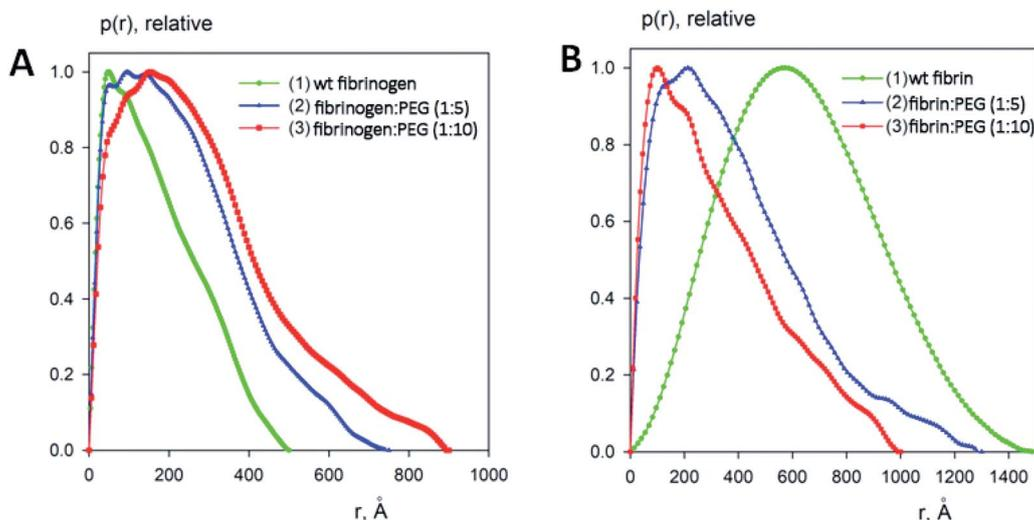 A
p(r), relative
(1) wt fibrinogen
(2) fibrinogen:PEG (1:5)
(3) fibrinogen:PEG (1:10)
1.0
0.8
0.6
0.4
0.2
0.0
0 200 400 600 800 1000
r, Å
B
p(r), relative
(1) wt fibrin
(2) fibrin:PEG (1:5)
(3) fibrin:PEG (1:10)
1.0
0.8
0.6
0.4
0.2
0.0
0 200 400 600 800 1000 1200 1400
r, Å